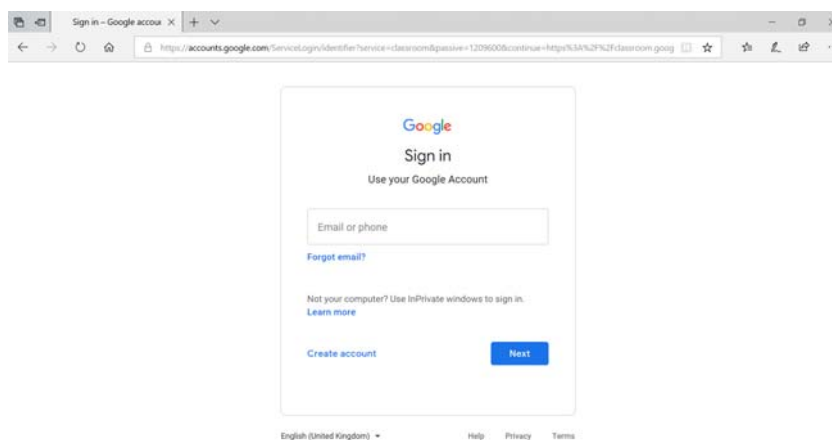 Sign in – Google accou
https://accounts.google.com/ServiceLogin/identifier?service=classroom&passive=1209600&continue=https%3A%2F%2Fclassroom.goog
Google
Sign in
Use your Google Account
Email or phone
Forgot email?
Not your computer? Use InPrivate windows to sign in.
Learn more
Create account
Next
English (United Kingdom)
Help Privacy Terms